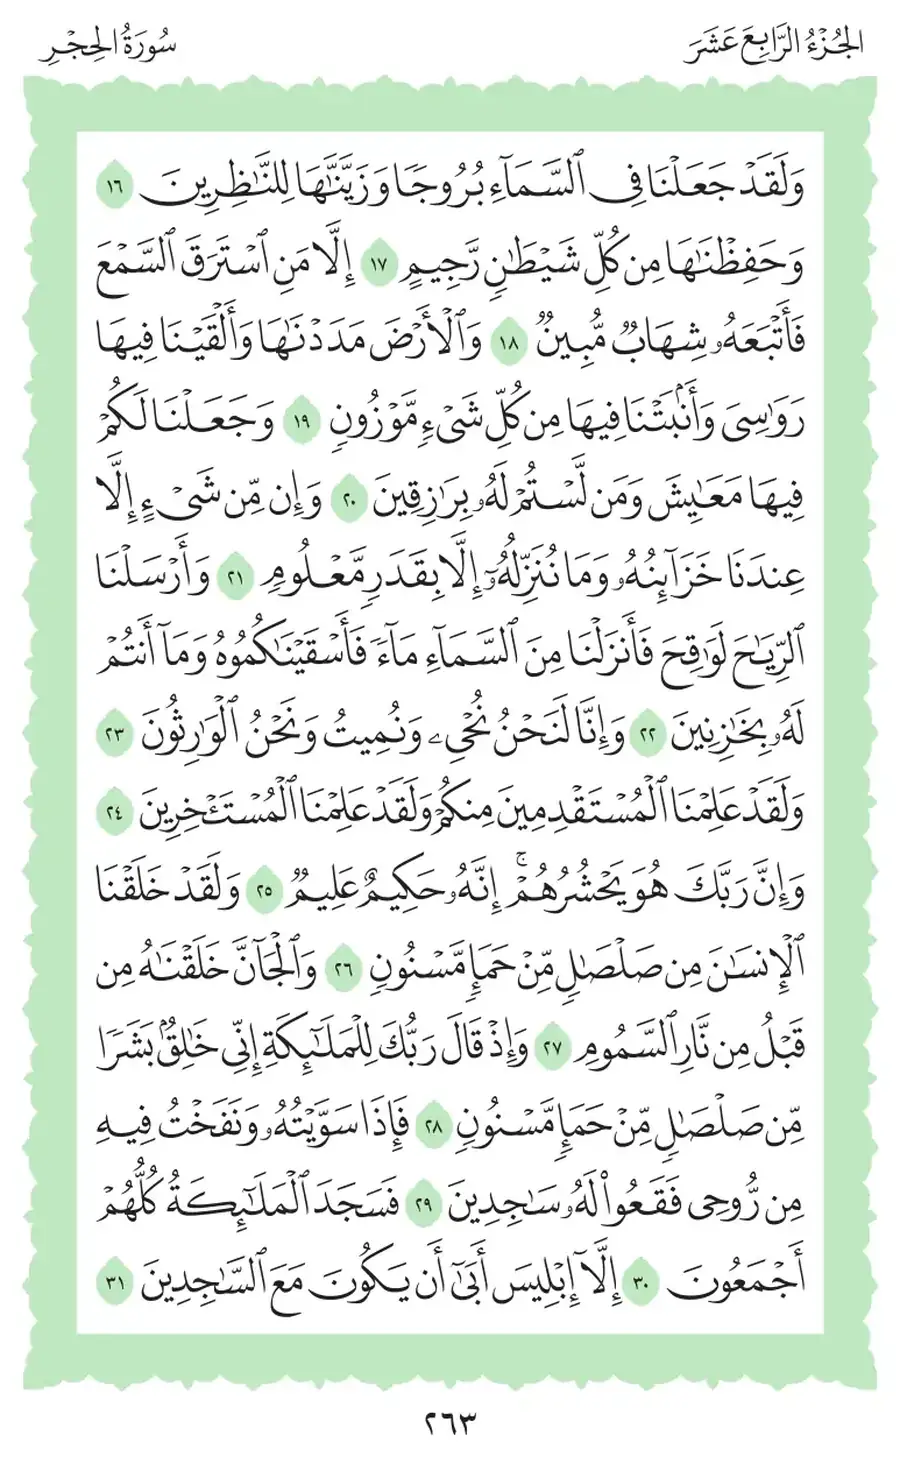 الجُزْءُ الرَّابِعَ عَشَرَ
سُورَةُ الحِجْرِ
وَلَقَدْ جَعَلْنَا فِى ٱلسَّمَآءِ بُرُوجًا وَزَيَّنَّـٰهَا لِلنَّـٰظِرِينَ ١٦
وَحَفِظْنَـٰهَا مِن كُلِّ شَيْطَـٰنٍ رَّجِيمٍ ١٧ إِلَّا مَنِ ٱسْتَرَقَ ٱلسَّمْعَ
فَأَتْبَعَهُۥ شِهَابٌ مُّبِينٌ ١٨ وَٱلْأَرْضَ مَدَدْنَـٰهَا وَأَلْقَيْنَا فِيهَا
رَوَٰسِىَ وَأَنۢبَتْنَا فِيهَا مِن كُلِّ شَىْءٍ مَّوْزُونٍ ١٩ وَجَعَلْنَا لَكُمْ
فِيهَا مَعَـٰيِشَ وَمَن لَّسْتُمْ لَهُۥ بِرَٰزِقِينَ ٢٠ وَإِن مِّن شَىْءٍ إِلَّا
عِندَنَا خَزَآئِنُهُۥ وَمَا نُنَزِّلُهُۥٓ إِلَّا بِقَدَرٍ مَّعْلُومٍ ٢١ وَأَرْسَلْنَا
ٱلرِّيَـٰحَ لَوَٰقِحَ فَأَنزَلْنَا مِنَ ٱلسَّمَآءِ مَآءً فَأَسْقَيْنَـٰكُمُوهُ وَمَآ أَنتُمْ
لَهُۥ بِخَـٰزِنِينَ ٢٢ وَإِنَّا لَنَحْنُ نُحْىِۦ وَنُمِيتُ وَنَحْنُ ٱلْوَٰرِثُونَ ٢٣
وَلَقَدْ عَلِمْنَا ٱلْمُسْتَقْدِمِينَ مِنكُمْ وَلَقَدْ عَلِمْنَا ٱلْمُسْتَـْٔخِرِينَ ٢٤
وَإِنَّ رَبَّكَ هُوَ يَحْشُرُهُمْ ۚ إِنَّهُۥ حَكِيمٌ عَلِيمٌ ٢٥ وَلَقَدْ خَلَقْنَا
ٱلْإِنسَـٰنَ مِن صَلْصَـٰلٍ مِّنْ حَمَإٍ مَّسْنُونٍ ٢٦ وَٱلْجَآنَّ خَلَقْنَـٰهُ مِن
قَبْلُ مِن نَّارِ ٱلسَّمُومِ ٢٧ وَإِذْ قَالَ رَبُّكَ لِلْمَلَـٰٓئِكَةِ إِنِّى خَـٰلِقٌۢ بَشَرًا
مِّن صَلْصَـٰلٍ مِّنْ حَمَإٍ مَّسْنُونٍ ٢٨ فَإِذَا سَوَّيْتُهُۥ وَنَفَخْتُ فِيهِ
مِن رُّوحِى فَقَعُوا۟ لَهُۥ سَـٰجِدِينَ ٢٩ فَسَجَدَ ٱلْمَلَـٰٓئِكَةُ كُلُّهُمْ
أَجْمَعُونَ ٣٠ إِلَّآ إِبْلِيسَ أَبَىٰٓ أَن يَكُونَ مَعَ ٱلسَّـٰجِدِينَ ٣١
٢٦٣